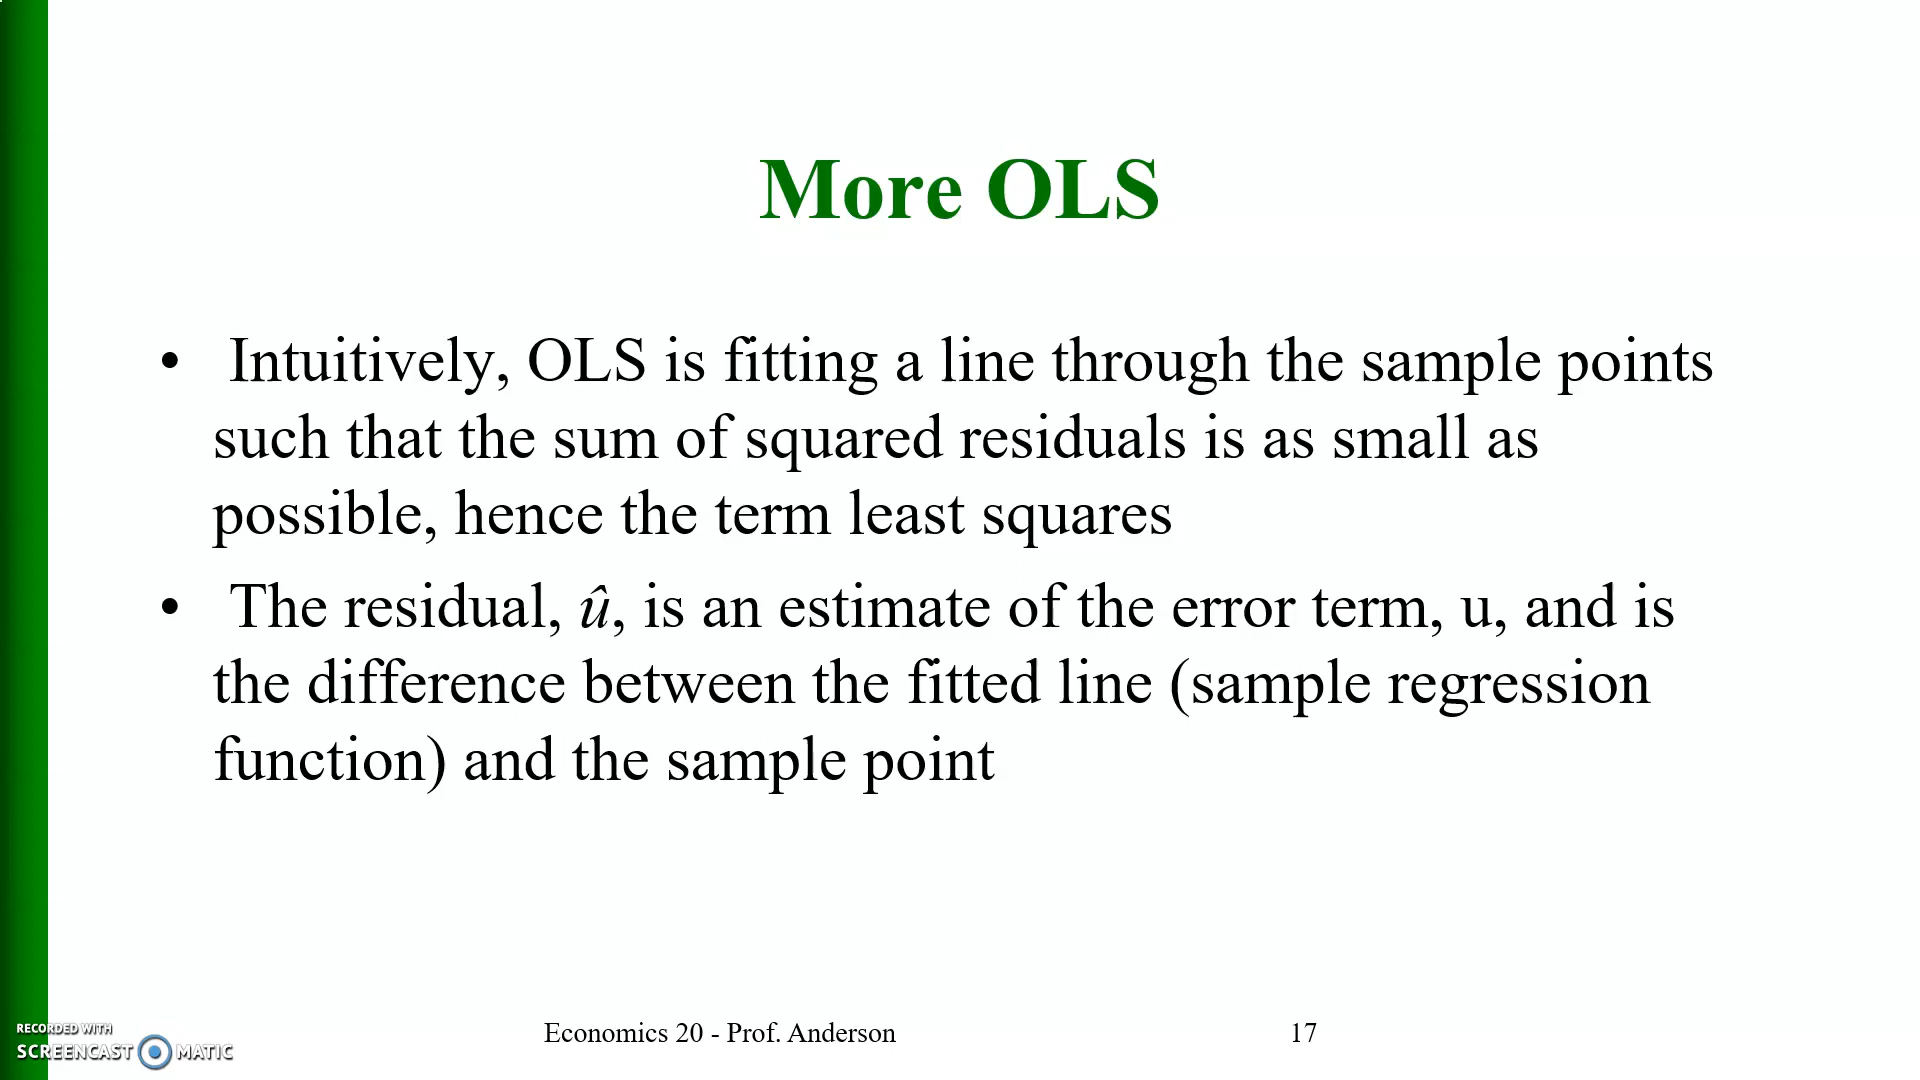 More OLS
• Intuitively, OLS is fitting a line through the sample points
such that the sum of squared residuals is as small as
possible, hence the term least squares
• The residual, û, is an estimate of the error term, u, and is
the difference between the fitted line (sample regression
function) and the sample point
Economics 20 - Prof. Anderson
17
RECORDED WITH
SCREENCAST MATIC